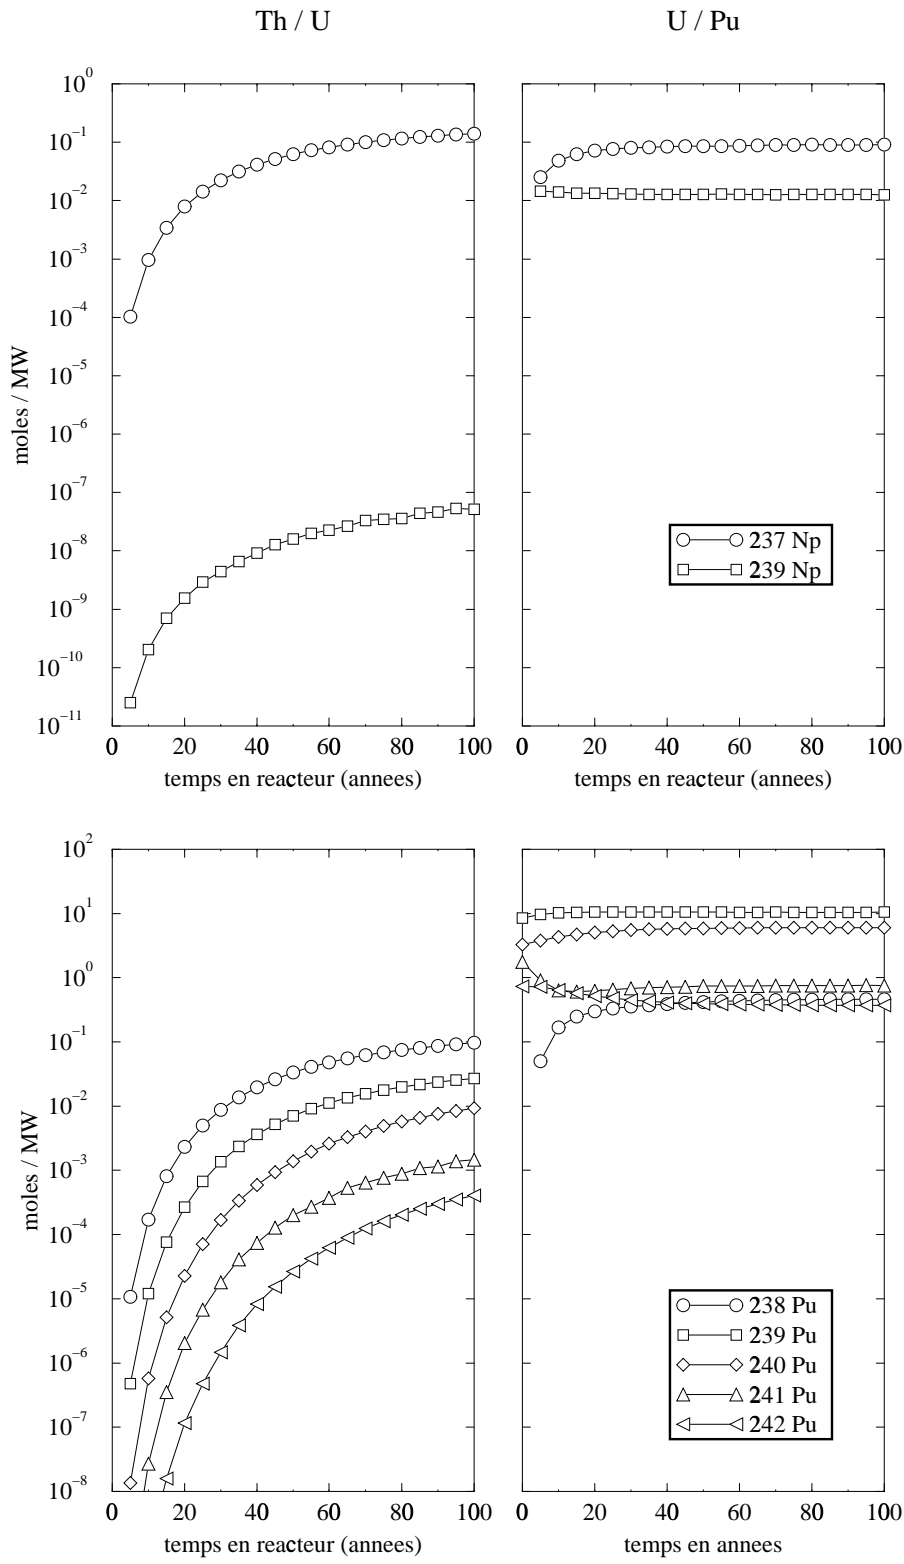 Th / U
U / Pu
moles / MW
10^0
10^-1
10^-2
10^-3
10^-4
10^-5
10^-6
10^-7
10^-8
10^-9
10^-10
10^-11
0 20 40 60 80 100
temps en reacteur (annees)
237 Np
239 Np
0 20 40 60 80 100
temps en reacteur (annees)
moles / MW
10^2
10^1
10^0
10^-1
10^-2
10^-3
10^-4
10^-5
10^-6
10^-7
10^-8
0 20 40 60 80 100
temps en reacteur (annees)
238 Pu
239 Pu
240 Pu
241 Pu
242 Pu
0 20 40 60 80 100
temps en annees